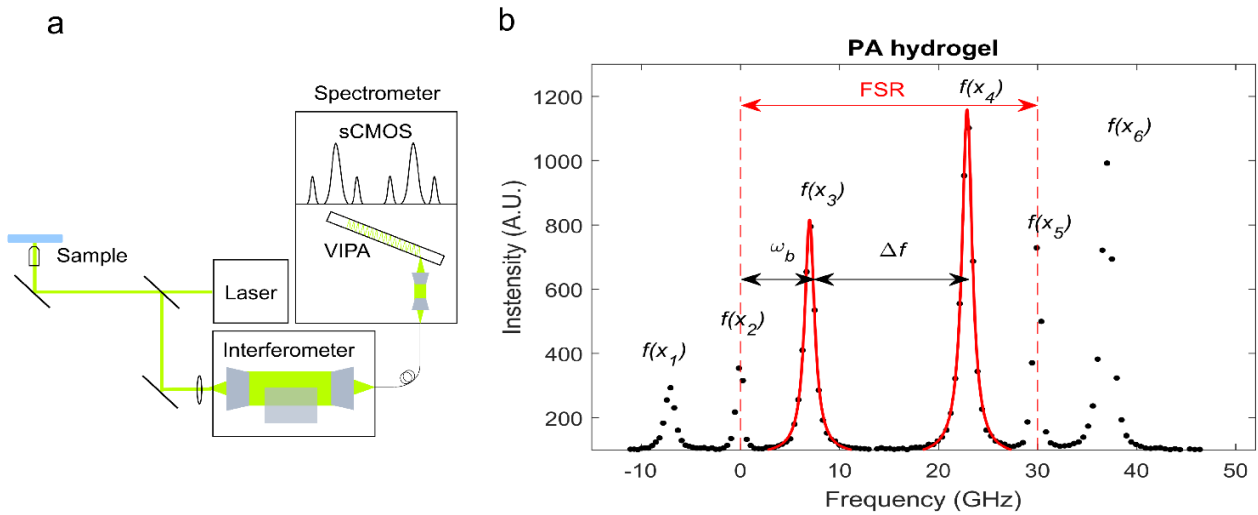 a
Spectrometer
sCMOS
VIPA
Sample
Laser
Interferometer
b
PA hydrogel
FSR
f(x₄)
f(x₆)
f(x₃)
f(x₅)
ω_b
Δf
f(x₂)
f(x₁)
Instensity (A.U.)
1200
1000
800
600
400
200
-10
0
10
20
30
40
50
Frequency (GHz)